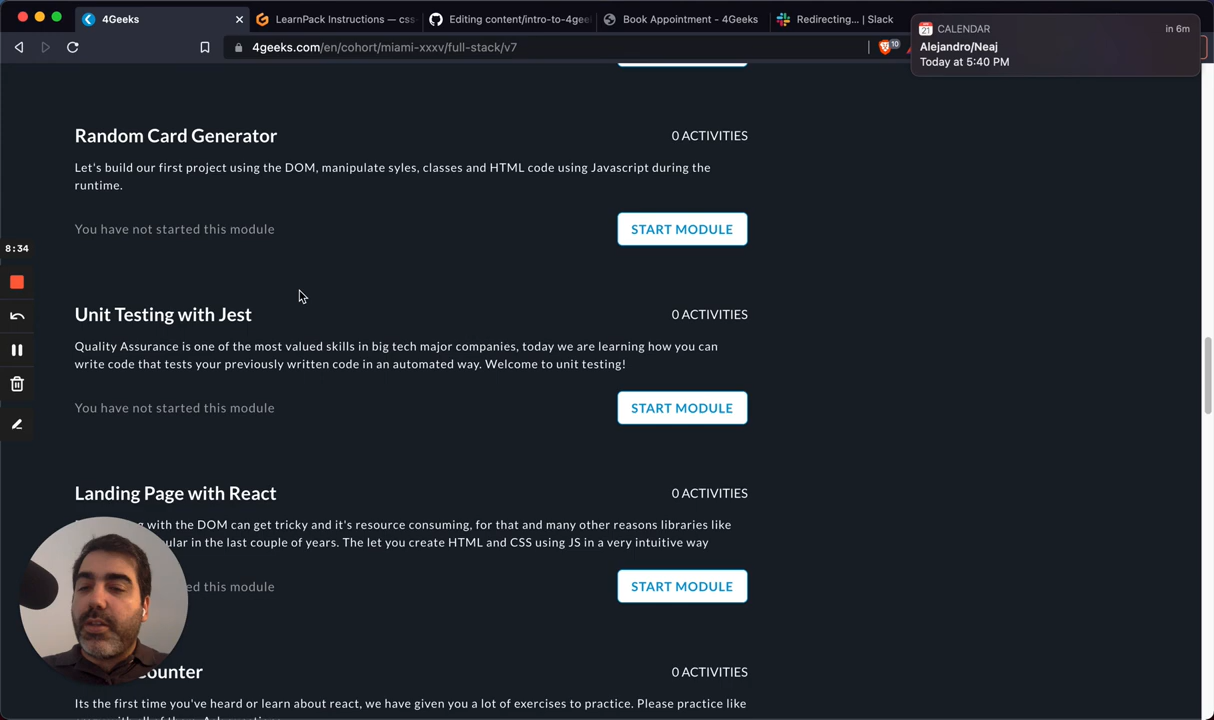 4Geeks
LearnPack Instructions — css
Editing content/intro-to-4gee
Book Appointment - 4Geeks
Redirecting... | Slack
4geeks.com/en/cohort/miami-xxxv/full-stack/v7
10
21
CALENDAR
in 6m
Alejandro/Neaj
Today at 5:40 PM
Random Card Generator
0 ACTIVITIES
Let's build our first project using the DOM, manipulate syles, classes and HTML code using Javascript during the
runtime.
You have not started this module
START MODULE
8:34
Unit Testing with Jest
0 ACTIVITIES
Quality Assurance is one of the most valued skills in big tech major companies, today we are learning how you can
write code that tests your previously written code in an automated way. Welcome to unit testing!
You have not started this module
START MODULE
Landing Page with React
0 ACTIVITIES
with the DOM can get tricky and it's resource consuming, for that and many other reasons libraries like
in the last couple of years. The let you create HTML and CSS using JS in a very intuitive way
this module
START MODULE
ounter
0 ACTIVITIES
Its the first time you've heard or learn about react, we have given you a lot of exercises to practice. Please practice like